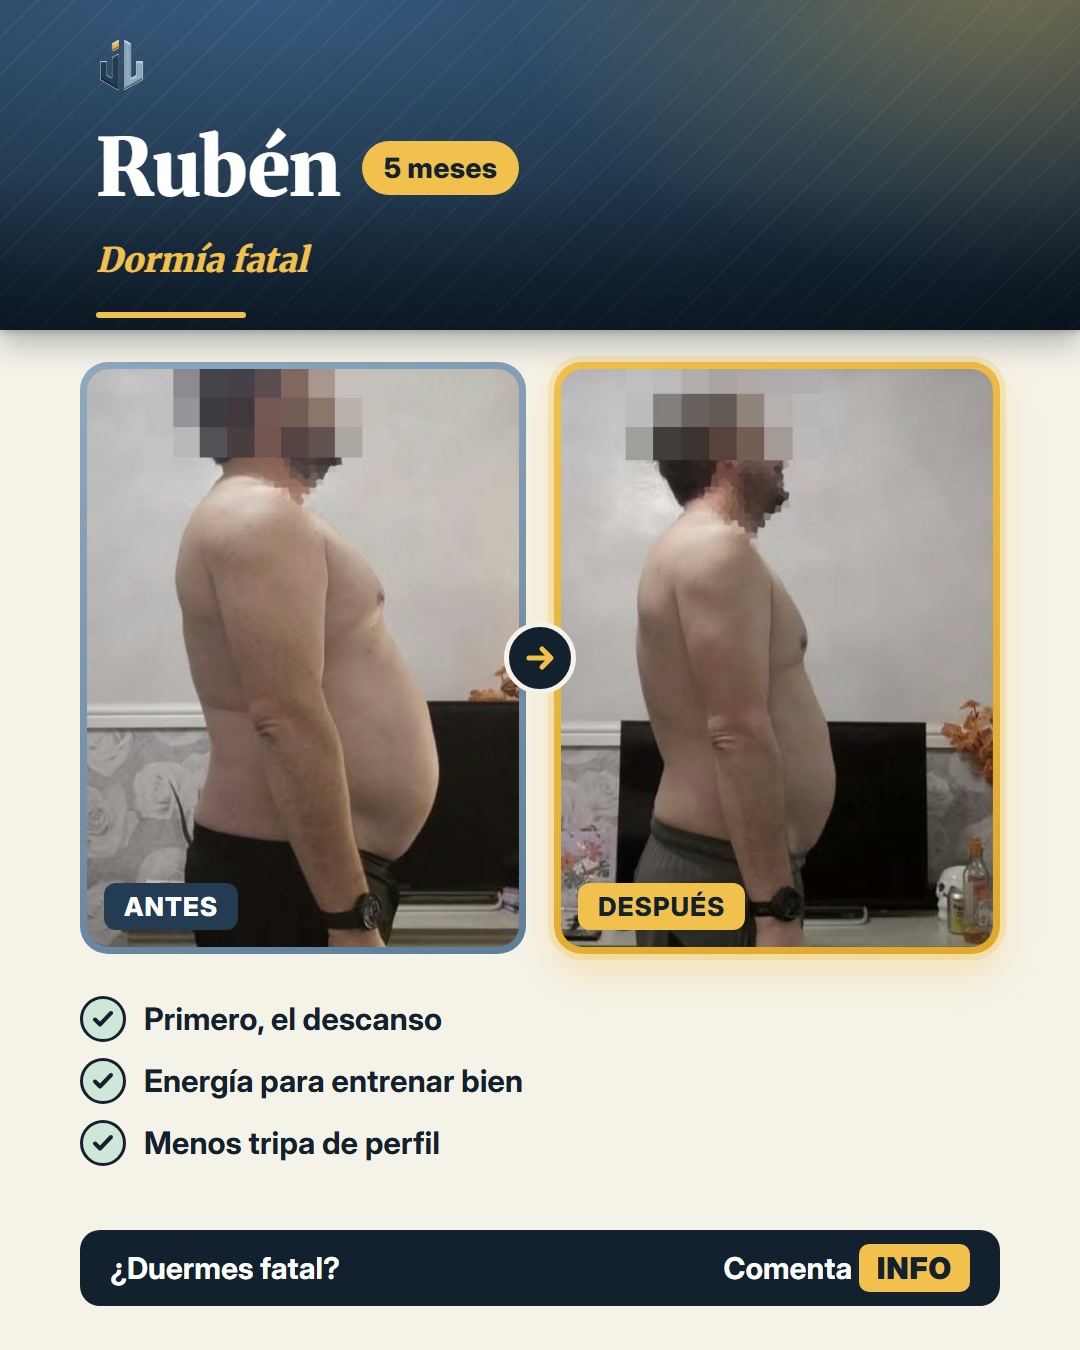 Rubén
5 meses
Dormía fatal
ANTES
DESPUÉS
Primero, el descanso
Energía para entrenar bien
Menos tripa de perfil
¿Duermes fatal?
Comenta INFO